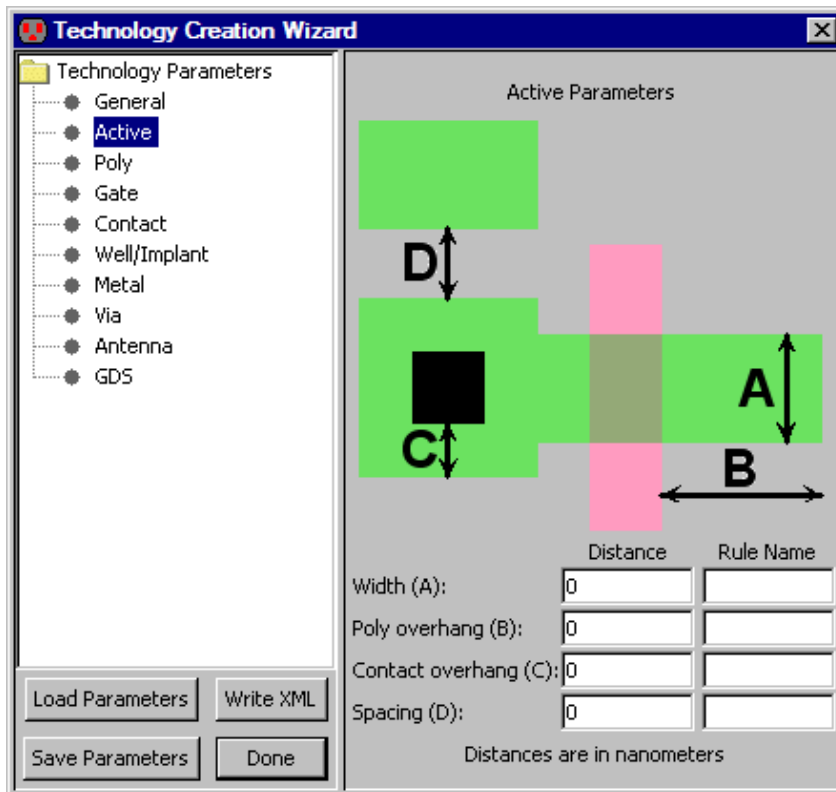 Technology Creation Wizard
Technology Parameters
General
Active
Poly
Gate
Contact
Well/Implant
Metal
Via
Antenna
GDS
Load Parameters
Write XML
Save Parameters
Done
Active Parameters
D
A
C
B
Distance Rule Name
Width (A): 0
Poly overhang (B): 0
Contact overhang (C): 0
Spacing (D): 0
Distances are in nanometers